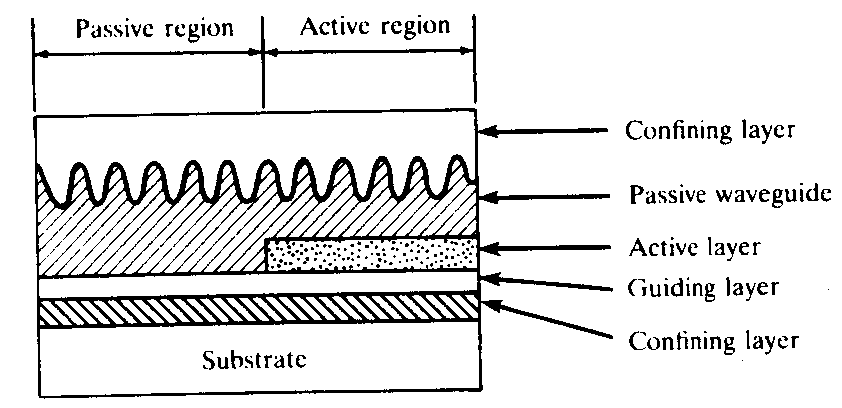 Passive region
Active region
Confining layer
Passive waveguide
Active layer
Guiding layer
Confining layer
Substrate